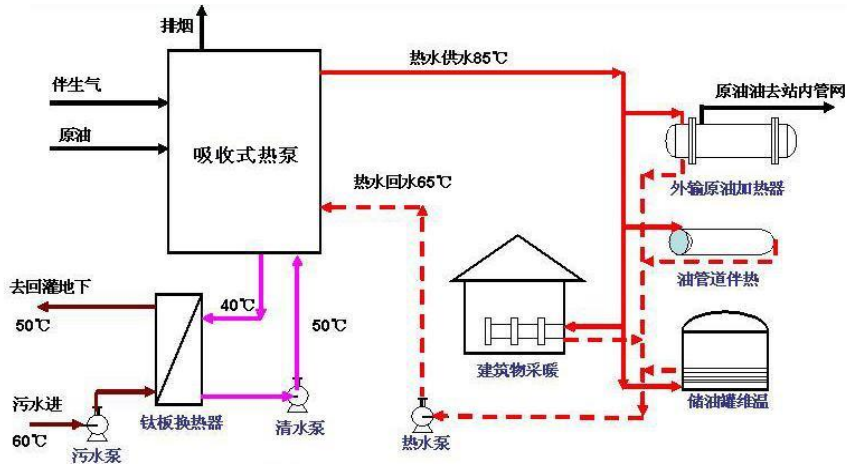 排烟
热水供水85℃
伴生气
原油油去站内管网
原油
吸收式热泵
热水回水65℃
外输原油加热器
去回灌地下
50℃
40℃
50℃
油管道伴热
建筑物采暖
储油罐维温
污水进
60℃
污水泵
钛板换热器
清水泵
热水泵